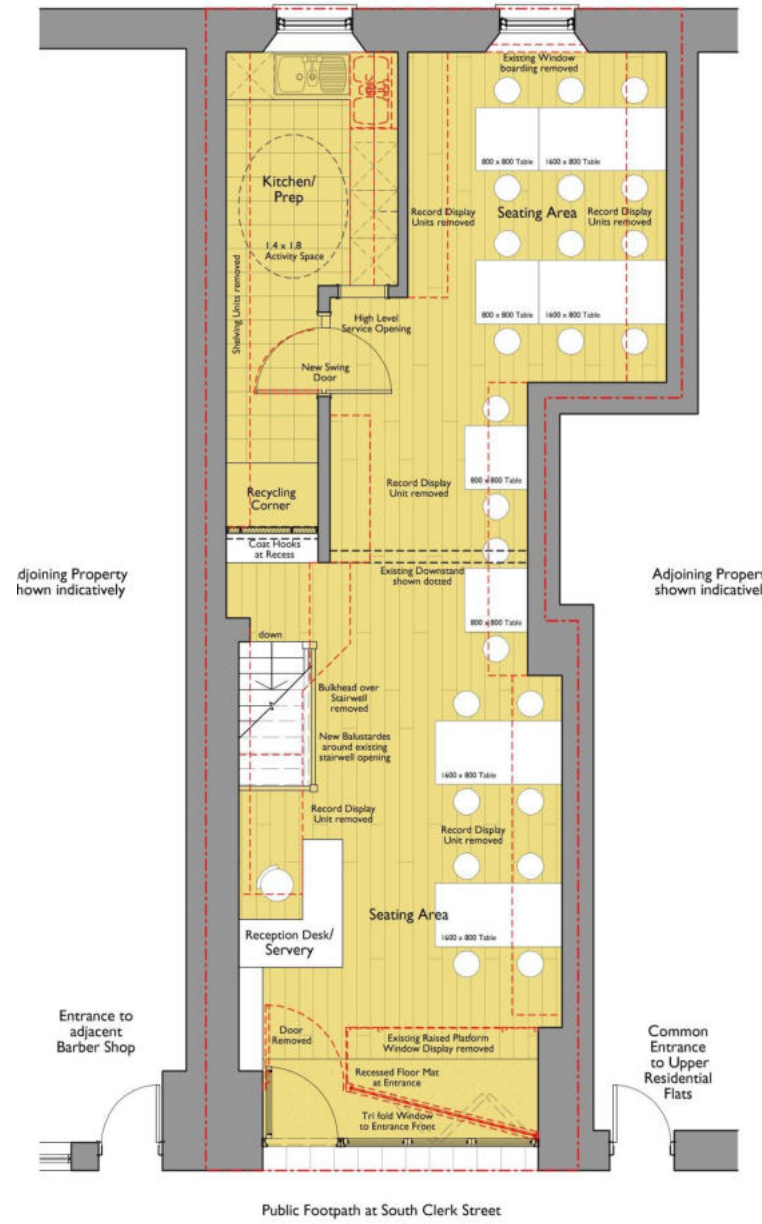 Existing Window
boarding removed
800 x 800 Table
1600 x 800 Table
Kitchen/
Prep
Record Display
Units removed
Seating Area
Record Display
Units removed
1.4 x 1.8
Activity Space
Shelving Units removed
800 x 800 Table
1600 x 800 Table
High Level
Service Opening
New Swing
Door
Record Display
Unit removed
800 x 800 Table
Recycling
Corner
Coat Hooks
at Recess
Existing Downstand
shown dotted
djoining Property
hown indicatively
Adjoining Propert
shown indicativel
800 x 800 Table
down
Bulkhead over
Stairwell
removed
New Balustardes
around existing
stairwell opening
1600 x 800 Table
Record Display
Unit removed
Record Display
Unit removed
Seating Area
1600 x 800 Table
Reception Desk/
Servery
Entrance to
adjacent
Barber Shop
Door
Removed
Existing Raised Platform
Window Display removed
Common
Entrance
to Upper
Residential
Flats
Recessed Floor Mat
at Entrance
Tri fold Window
to Entrance Front
Public Footpath at South Clerk Street